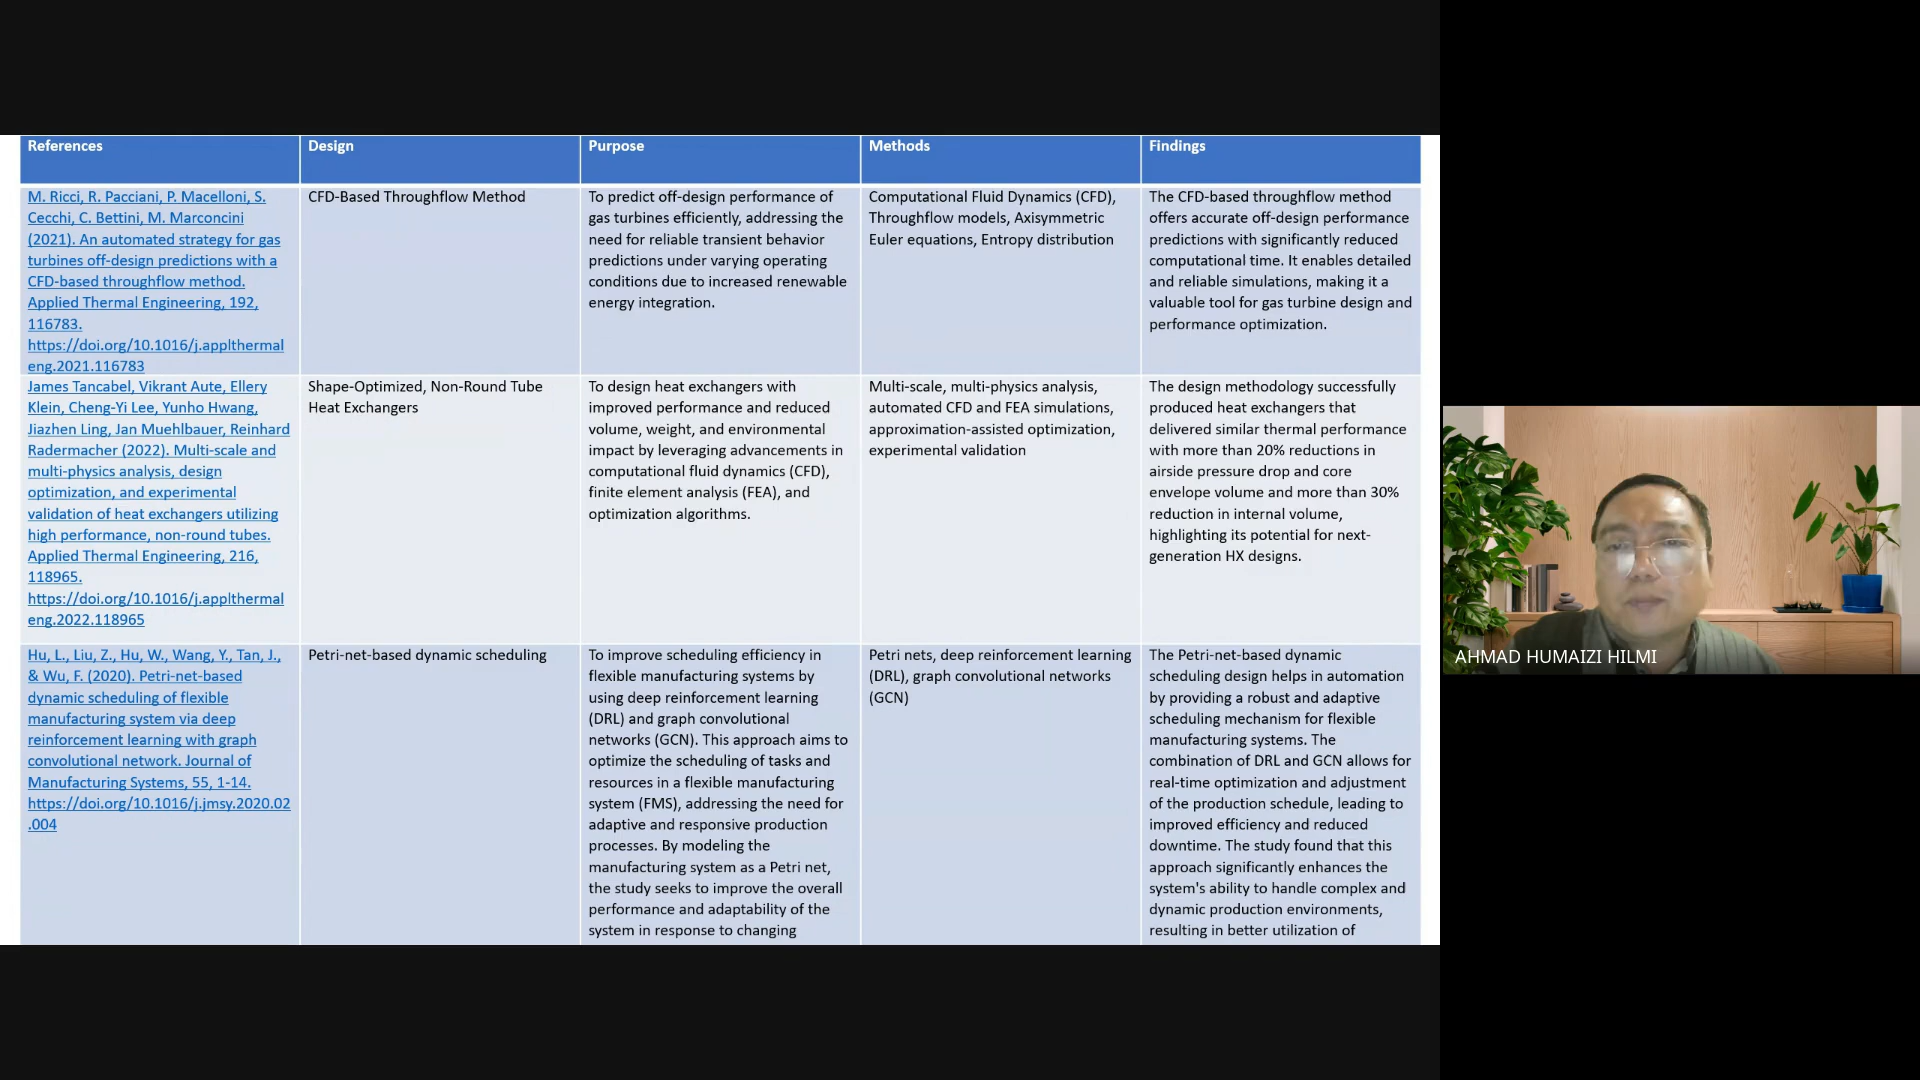 References
Design
Purpose
Methods
Findings
M. Ricci, R. Pacciani, P. Macelloni, S.
Cecchi, C. Bettini, M. Marconcini
(2021). An automated strategy for gas
turbines off-design predictions with a
CFD-based throughflow method.
Applied Thermal Engineering, 192,
116783.
https://doi.org/10.1016/j.applthermal
eng.2021.116783
CFD-Based Throughflow Method
To predict off-design performance of
gas turbines efficiently, addressing the
need for reliable transient behavior
predictions under varying operating
conditions due to increased renewable
energy integration.
Computational Fluid Dynamics (CFD),
Throughflow models, Axisymmetric
Euler equations, Entropy distribution
The CFD-based throughflow method
offers accurate off-design performance
predictions with significantly reduced
computational time. It enables detailed
and reliable simulations, making it a
valuable tool for gas turbine design and
performance optimization.
James Tancabel, Vikrant Aute, Ellery
Klein, Cheng-Yi Lee, Yunho Hwang,
Jiazhen Ling, Jan Muehlbauer, Reinhard
Radermacher (2022). Multi-scale and
multi-physics analysis, design
optimization, and experimental
validation of heat exchangers utilizing
high performance, non-round tubes.
Applied Thermal Engineering, 216,
118965.
https://doi.org/10.1016/j.applthermal
eng.2022.118965
Shape-Optimized, Non-Round Tube
Heat Exchangers
To design heat exchangers with
improved performance and reduced
volume, weight, and environmental
impact by leveraging advancements in
computational fluid dynamics (CFD),
finite element analysis (FEA), and
optimization algorithms.
Multi-scale, multi-physics analysis,
automated CFD and FEA simulations,
approximation-assisted optimization,
experimental validation
The design methodology successfully
produced heat exchangers that
delivered similar thermal performance
with more than 20% reductions in
airside pressure drop and core
envelope volume and more than 30%
reduction in internal volume,
highlighting its potential for next-
generation HX designs.
Hu, L., Liu, Z., Hu, W., Wang, Y., Tan, J.,
& Wu, F. (2020). Petri-net-based
dynamic scheduling of flexible
manufacturing system via deep
reinforcement learning with graph
convolutional network. Journal of
Manufacturing Systems, 55, 1-14.
https://doi.org/10.1016/j.jmsy.2020.02
.004
Petri-net-based dynamic scheduling
To improve scheduling efficiency in
flexible manufacturing systems by
using deep reinforcement learning
(DRL) and graph convolutional
networks (GCN). This approach aims to
optimize the scheduling of tasks and
resources in a flexible manufacturing
system (FMS), addressing the need for
adaptive and responsive production
processes. By modeling the
manufacturing system as a Petri net,
the study seeks to improve the overall
performance and adaptability of the
system in response to changing
Petri nets, deep reinforcement learning
(DRL), graph convolutional networks
(GCN)
The Petri-net-based dynamic
scheduling design helps in automation
by providing a robust and adaptive
scheduling mechanism for flexible
manufacturing systems. The
combination of DRL and GCN allows for
real-time optimization and adjustment
of the production schedule, leading to
improved efficiency and reduced
downtime. The study found that this
approach significantly enhances the
system's ability to handle complex and
dynamic production environments,
resulting in better utilization of
AHMAD HUMAIZI HILMI